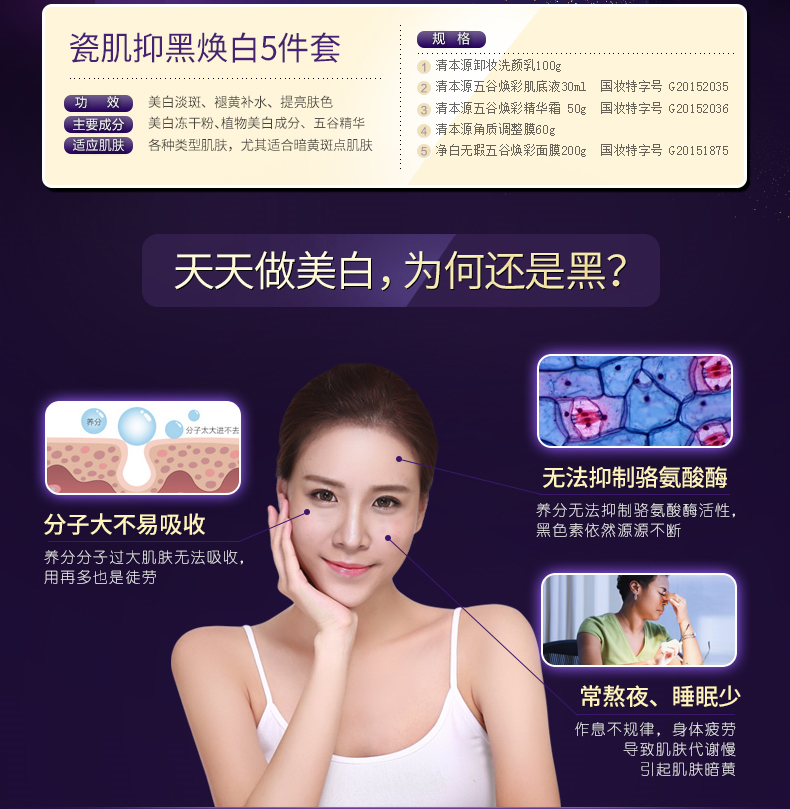 瓷肌抑黑焕白5件套
功 效 美白淡斑、褪黄补水、提亮肤色
主要成分 美白冻干粉、植物美白成分、五谷精华
适应肌肤 各种类型肌肤，尤其适合暗黄斑点肌肤
规 格
1 清本源卸妆洗颜乳100g
2 清本源五谷焕彩肌底液30ml 国妆特字号 G20152035
3 清本源五谷焕彩精华霜 50g 国妆特字号 G20152036
4 清本源角质调整膜60g
5 净白无瑕五谷焕彩面膜200g 国妆特字号 G20151875
天天做美白，为何还是黑？
养分
分子太大进不去
分子大不易吸收
养分分子过大肌肤无法吸收，
用再多也是徒劳
无法抑制骆氨酸酶
养分无法抑制骆氨酸酶活性，
黑色素依然源源不断
常熬夜、睡眠少
作息不规律，身体疲劳
导致肌肤代谢慢
引起肌肤暗黄